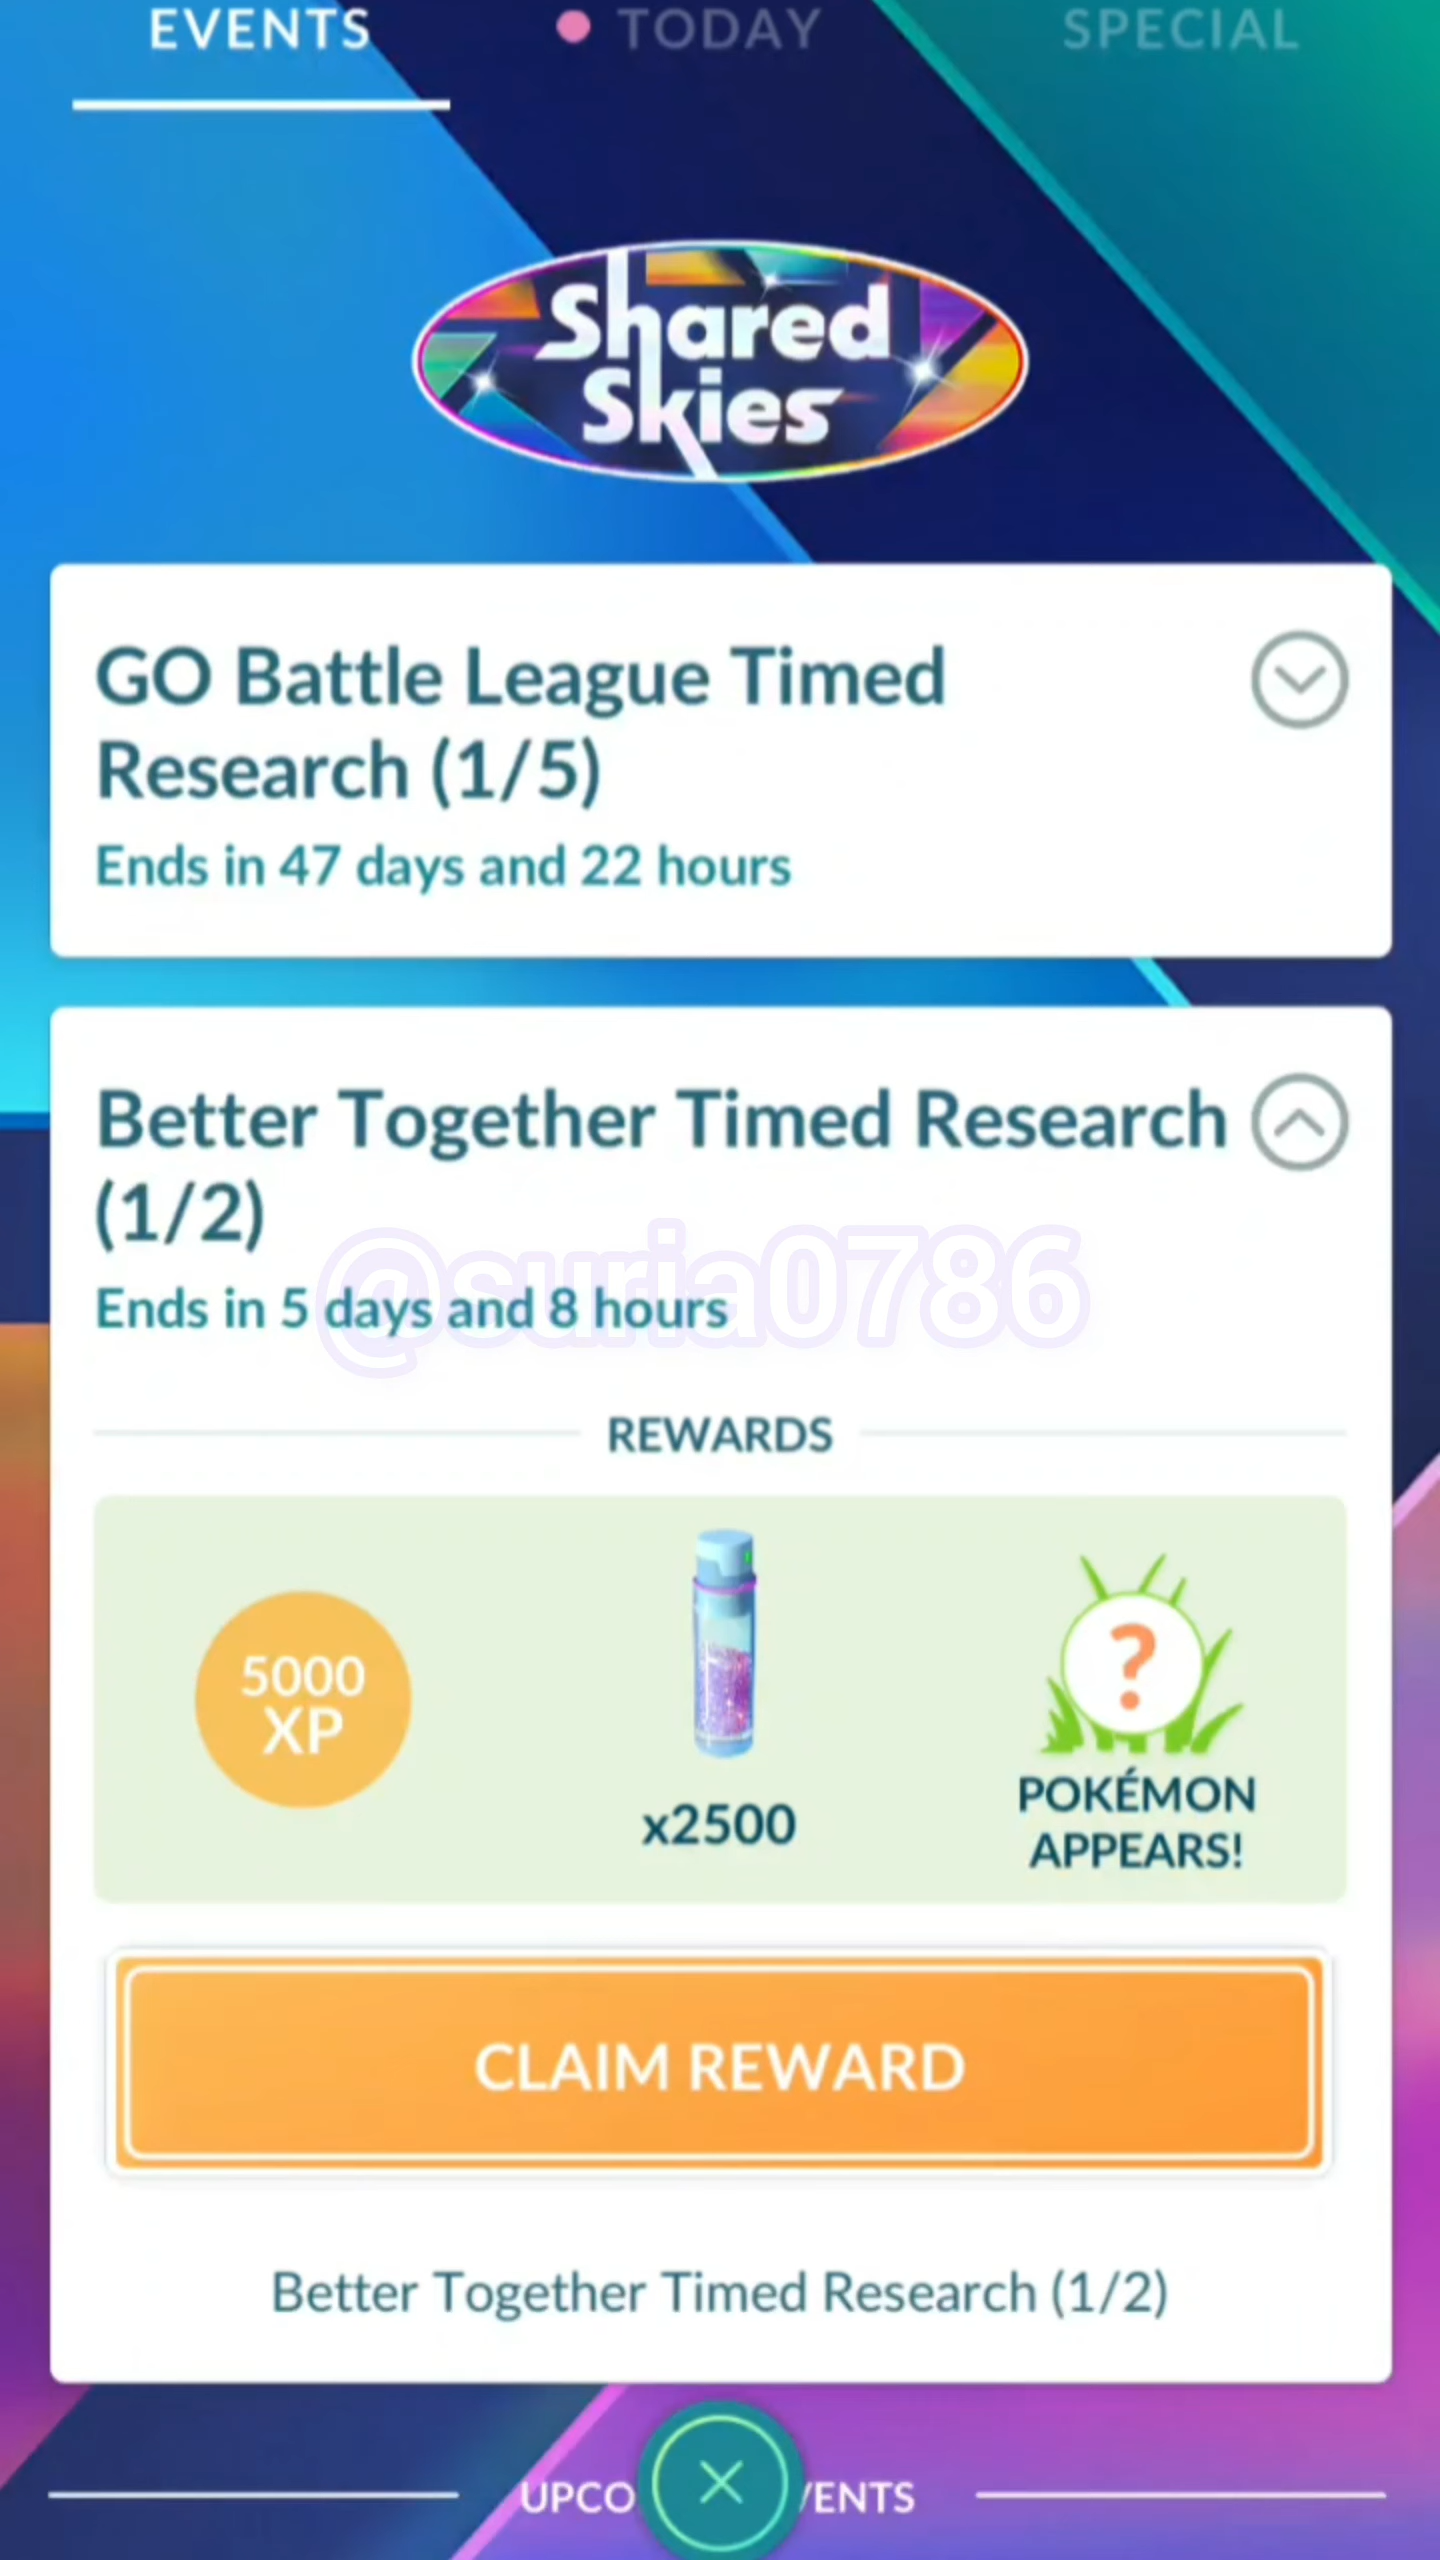 EVENTS
TODAY
SPECIAL
Shared
Skies
GO Battle League Timed
Research (1/5)
Ends in 47 days and 22 hours
Better Together Timed Research
(1/2)
@suria0786
Ends in 5 days and 8 hours
REWARDS
5000
XP
x2500
?
POKÉMON
APPEARS!
CLAIM REWARD
Better Together Timed Research (1/2)
UPCO
VENTS